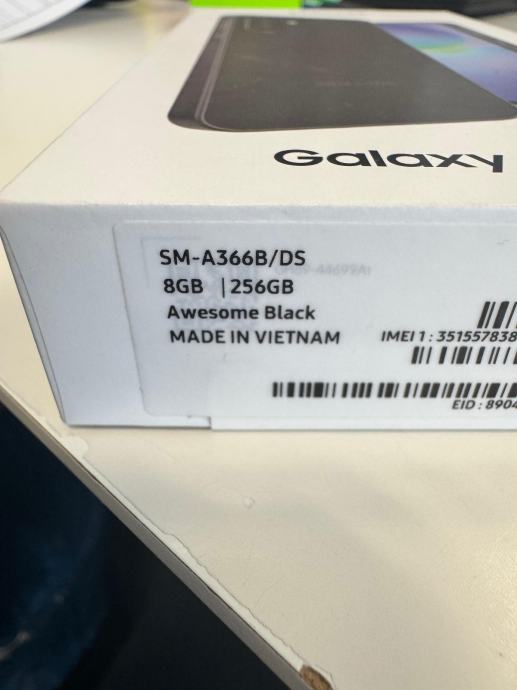 Galaxy
SM-A366B/DS
8GB | 256GB
Awesome Black
MADE IN VIETNAM
IMEI 1 : 351557838
EID : 8904